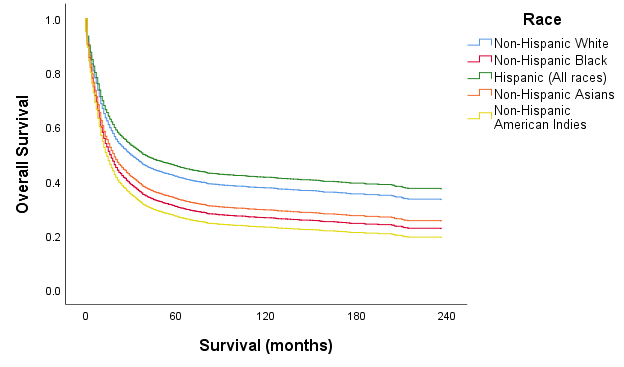 Race
Non-Hispanic White
Non-Hispanic Black
Hispanic (All races)
Non-Hispanic Asians
Non-Hispanic
American Indies
Overall Survival
1.0
0.8
0.6
0.4
0.2
0.0
0 60 120 180 240
Survival (months)